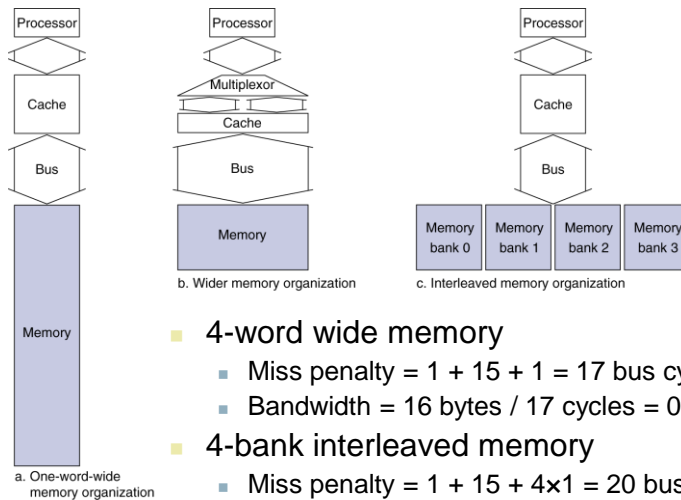 Processor
Cache
Bus
Memory
a. One-word-wide
memory organization
Processor
Multiplexor
Cache
Bus
Memory
b. Wider memory organization
Processor
Cache
Bus
Memory
bank 0
Memory
bank 1
Memory
bank 2
Memory
bank 3
c. Interleaved memory organization
4-word wide memory
Miss penalty = 1 + 15 + 1 = 17 bus cy
Bandwidth = 16 bytes / 17 cycles = 0
4-bank interleaved memory
Miss penalty = 1 + 15 + 4×1 = 20 bus